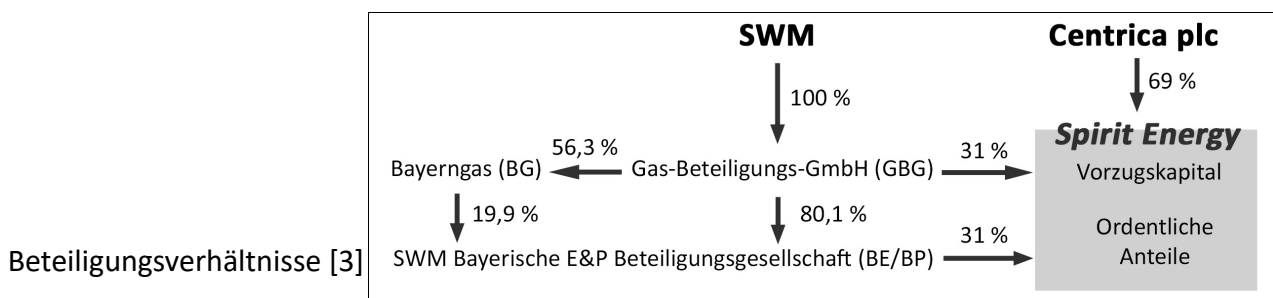 SWM
Centrica plc
100 %
69 %
Spirit Energy
Bayerngas (BG)
56,3 %
Gas-Beteiligungs-GmbH (GBG)
31 %
Vorzugskapital
19,9 %
80,1 %
Ordentliche
Anteile
Beteiligungsverhältnisse [3]
SWM Bayerische E&P Beteiligungsgesellschaft (BE/BP)
31 %